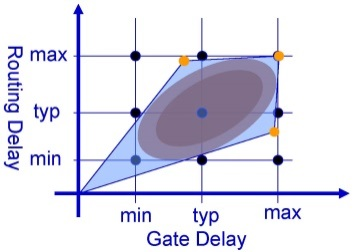 Routing Delay
max
typ
min
min typ max
Gate Delay